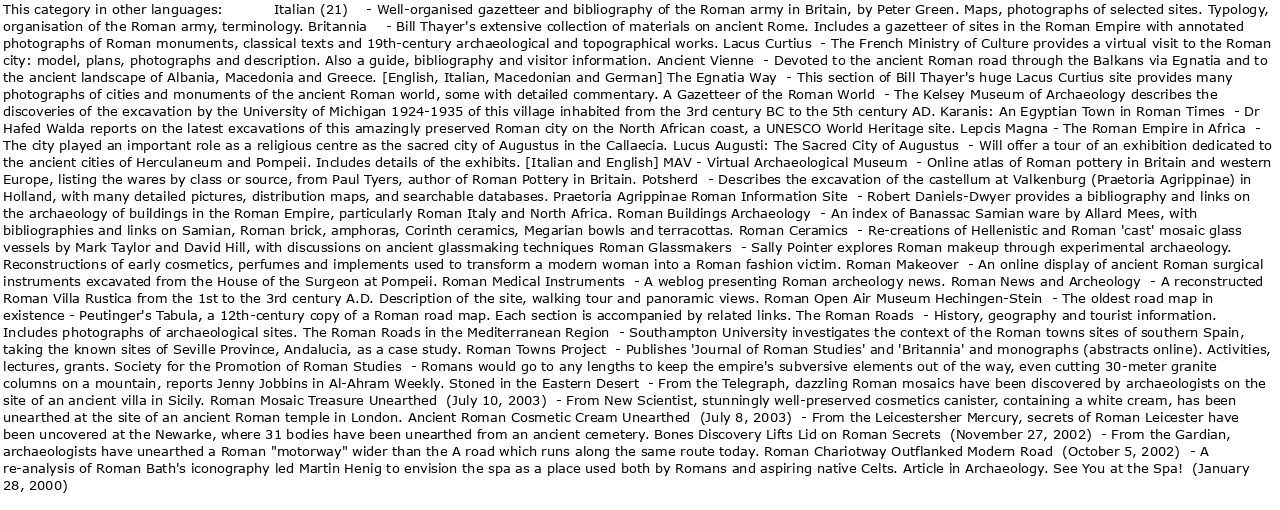 This category in other languages: Italian (21) - Well-organised gazetteer and bibliography of the Roman army in Britain, by Peter Green. Maps, photographs of selected sites. Typology,
organisation of the Roman army, terminology. Britannia - Bill Thayer's extensive collection of materials on ancient Rome. Includes a gazetteer of sites in the Roman Empire with annotated
photographs of Roman monuments, classical texts and 19th-century archaeological and topographical works. Lacus Curtius - The French Ministry of Culture provides a virtual visit to the Roman
city: model, plans, photographs and description. Also a guide, bibliography and visitor information. Ancient Vienne - Devoted to the ancient Roman road through the Balkans via Egnatia and to
the ancient landscape of Albania, Macedonia and Greece. [English, Italian, Macedonian and German] The Egnatia Way - This section of Bill Thayer's huge Lacus Curtius site provides many
photographs of cities and monuments of the ancient Roman world, some with detailed commentary. A Gazetteer of the Roman World - The Kelsey Museum of Archaeology describes the
discoveries of the excavation by the University of Michigan 1924-1935 of this village inhabited from the 3rd century BC to the 5th century AD. Karanis: An Egyptian Town in Roman Times - Dr
Hafed Walda reports on the latest excavations of this amazingly preserved Roman city on the North African coast, a UNESCO World Heritage site. Lepcis Magna - The Roman Empire in Africa -
The city played an important role as a religious centre as the sacred city of Augustus in the Callaecia. Lucus Augusti: The Sacred City of Augustus - Will offer a tour of an exhibition dedicated to
the ancient cities of Herculaneum and Pompeii. Includes details of the exhibits. [Italian and English] MAV - Virtual Archaeological Museum - Online atlas of Roman pottery in Britain and western
Europe, listing the wares by class or source, from Paul Tyers, author of Roman Pottery in Britain. Potsherd - Describes the excavation of the castellum at Valkenburg (Praetoria Agrippinae) in
Holland, with many detailed pictures, distribution maps, and searchable databases. Praetoria Agrippinae Roman Information Site - Robert Daniels-Dwyer provides a bibliography and links on
the archaeology of buildings in the Roman Empire, particularly Roman Italy and North Africa. Roman Buildings Archaeology - An index of Banassac Samian ware by Allard Mees, with
bibliographies and links on Samian, Roman brick, amphoras, Corinth ceramics, Megarian bowls and terracottas. Roman Ceramics - Re-creations of Hellenistic and Roman 'cast' mosaic glass
vessels by Mark Taylor and David Hill, with discussions on ancient glassmaking techniques Roman Glassmakers - Sally Pointer explores Roman makeup through experimental archaeology.
Reconstructions of early cosmetics, perfumes and implements used to transform a modern woman into a Roman fashion victim. Roman Makeover - An online display of ancient Roman surgical
instruments excavated from the House of the Surgeon at Pompeii. Roman Medical Instruments - A weblog presenting Roman archeology news. Roman News and Archeology - A reconstructed
Roman Villa Rustica from the 1st to the 3rd century A.D. Description of the site, walking tour and panoramic views. Roman Open Air Museum Hechingen-Stein - The oldest road map in
existence - Peutinger's Tabula, a 12th-century copy of a Roman road map. Each section is accompanied by related links. The Roman Roads - History, geography and tourist information.
Includes photographs of archaeological sites. The Roman Roads in the Mediterranean Region - Southampton University investigates the context of the Roman towns sites of southern Spain,
taking the known sites of Seville Province, Andalucia, as a case study. Roman Towns Project - Publishes 'Journal of Roman Studies' and 'Britannia' and monographs (abstracts online). Activities,
lectures, grants. Society for the Promotion of Roman Studies - Romans would go to any lengths to keep the empire's subversive elements out of the way, even cutting 30-meter granite
columns on a mountain, reports Jenny Jobbins in Al-Ahram Weekly. Stoned in the Eastern Desert - From the Telegraph, dazzling Roman mosaics have been discovered by archaeologists on the
site of an ancient villa in Sicily. Roman Mosaic Treasure Unearthed (July 10, 2003) - From New Scientist, stunningly well-preserved cosmetics canister, containing a white cream, has been
unearthed at the site of an ancient Roman temple in London. Ancient Roman Cosmetic Cream Unearthed (July 8, 2003) - From the Leicestersher Mercury, secrets of Roman Leicester have
been uncovered at the Newarke, where 31 bodies have been unearthed from an ancient cemetery. Bones Discovery Lifts Lid on Roman Secrets (November 27, 2002) - From the Gardian,
archaeologists have unearthed a Roman "motorway" wider than the A road which runs along the same route today. Roman Chariotway Outflanked Modern Road (October 5, 2002) - A
re-analysis of Roman Bath's iconography led Martin Henig to envision the spa as a place used both by Romans and aspiring native Celts. Article in Archaeology. See You at the Spa! (January
28, 2000)